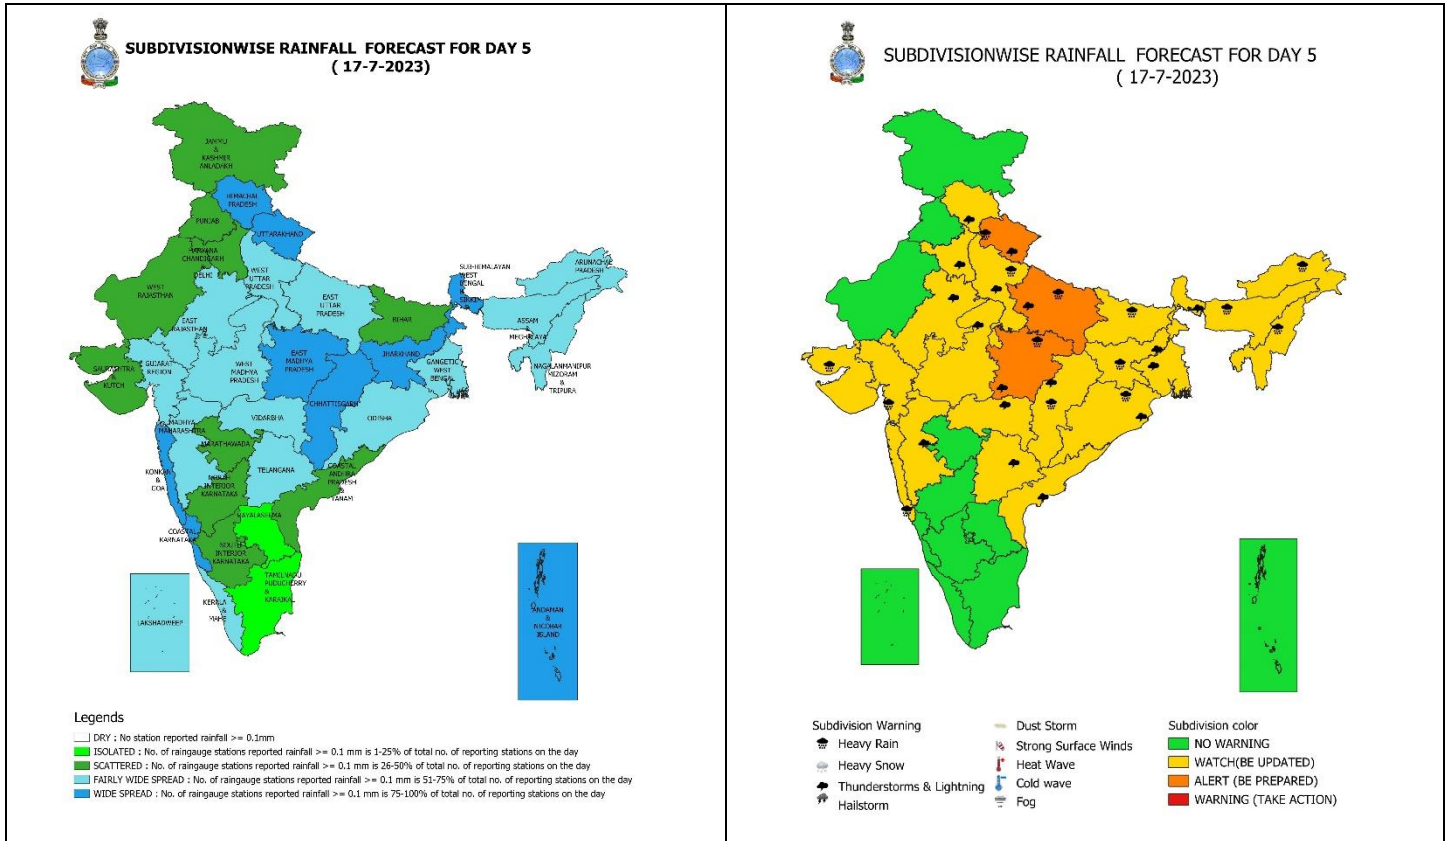 SUBDIVISIONWISE RAINFALL FORECAST FOR DAY 5
( 17-7-2023)
JAMMU
&
KASHMIR
ANLADAKH
HIMACHAL
PRADESH
PUNJAB
UTTARAKHAND
HARYANA
CHANDIGARH
&
DELHI
WEST
UTTAR
PRADESH
WEST
RAJASTHAN
EAST
UTTAR
PRADESH
EAST
RAJASTHAN
BIHAR
SUB-HEMALAYAN
WEST
BENGAL
&
SIKKIM
ARUNACHAL
PRADESH
ASSAM
&
MEGHALAYA
NAGALANMANIPUR
MIZORAM
&
TRIPURA
SAURASHTRA
&
KUTCH
GUJARAT
REGION
WEST
MADHYA
PRADESH
EAST
MADHYA
PRADESH
JHARKHAND
GANGETIC
WEST
BENGAL
CHHATTISGARH
ODISHA
VIDARBHA
MADHYA
MAHARASHTRA
MARATHAWADA
KONKAN
&
GOA
TELANGANA
COASTAL
ANDHRA
PRADESH
&
YANAM
NORTH
INTERIOR
KARNATAKA
RAYALASEEMA
COASTAL
KARNATAKA
SOUTH
INTERIOR
KARNATAKA
TAMILNADU
PUDUCHERRY
&
KARAIKAL
KERALA
&
MAHE
LAKSHADWEEP
ANDAMAN
&
NICOBAR
ISLAND
Legends
DRY : No station reported rainfall >= 0.1mm
ISOLATED : No. of raingauge stations reported rainfall >= 0.1 mm is 1-25% of total no. of reporting stations on the day
SCATTERED : No. of raingauge stations reported rainfall >= 0.1 mm is 26-50% of total no. of reporting stations on the day
FAIRLY WIDE SPREAD : No. of raingauge stations reported rainfall >= 0.1 mm is 51-75% of total no. of reporting stations on the day
WIDE SPREAD : No. of raingauge stations reported rainfall >= 0.1 mm is 75-100% of total no. of reporting stations on the day
SUBDIVISIONWISE RAINFALL FORECAST FOR DAY 5
( 17-7-2023)
Subdivision Warning
Heavy Rain
Heavy Snow
Thunderstorms & Lightning
Hailstorm
Dust Storm
Strong Surface Winds
Heat Wave
Cold wave
Fog
Subdivision color
NO WARNING
WATCH(BE UPDATED)
ALERT (BE PREPARED)
WARNING (TAKE ACTION)